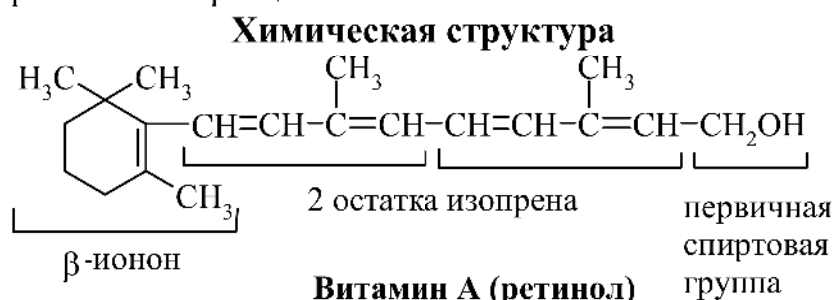 Химическая структура
H₃C CH₃ CH₃ CH₃
CH=CH-C=CH-CH=CH-C=CH-CH₂OH
CH₃
2 остатка изопрена
первичная
спиртовая
группа
β-ионон
Витамин А (ретинол)